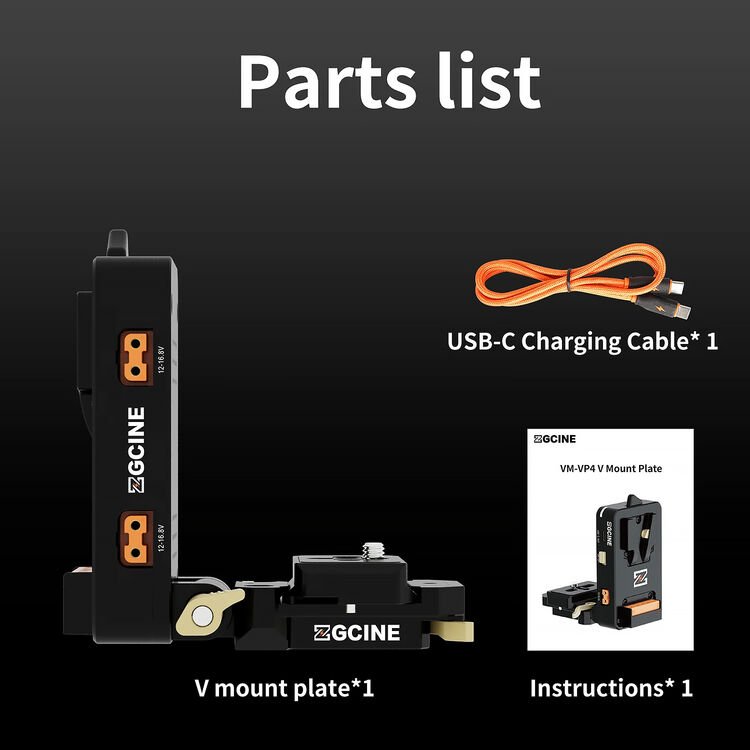 Parts list
USB-C Charging Cable* 1
12-16.8V
ZGCINE
12-16.8V
ZGCINE
V mount plate*1
ZGCINE
VM-VP4 V Mount Plate
ZGCINE
Instructions* 1